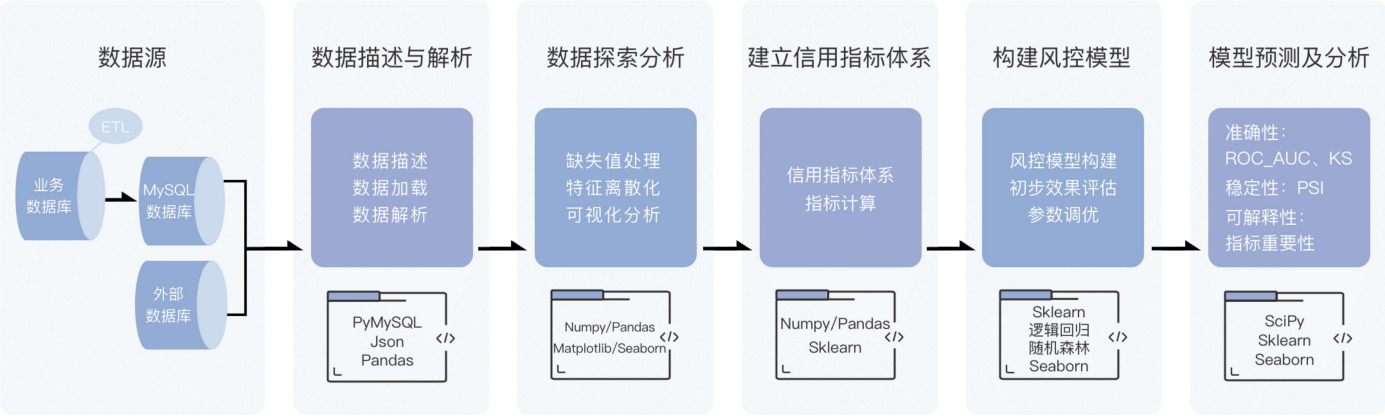 数据源
ETL
业务
数据库
MySQL
数据库
外部
数据库
数据描述与解析
数据描述
数据加载
数据解析
PyMySQL
Json
Pandas
</>
数据探索分析
缺失值处理
特征离散化
可视化分析
Numpy/Pandas
Matplotlib/Seaborn
</>
建立信用指标体系
信用指标体系
指标计算
Numpy/Pandas
Sklearn
</>
构建风控模型
风控模型构建
初步效果评估
参数调优
Sklearn
逻辑回归
随机森林
Seaborn
</>
模型预测及分析
准确性:
ROC_AUC、KS
稳定性: PSI
可解释性:
指标重要性
SciPy
Sklearn
Seaborn
</>